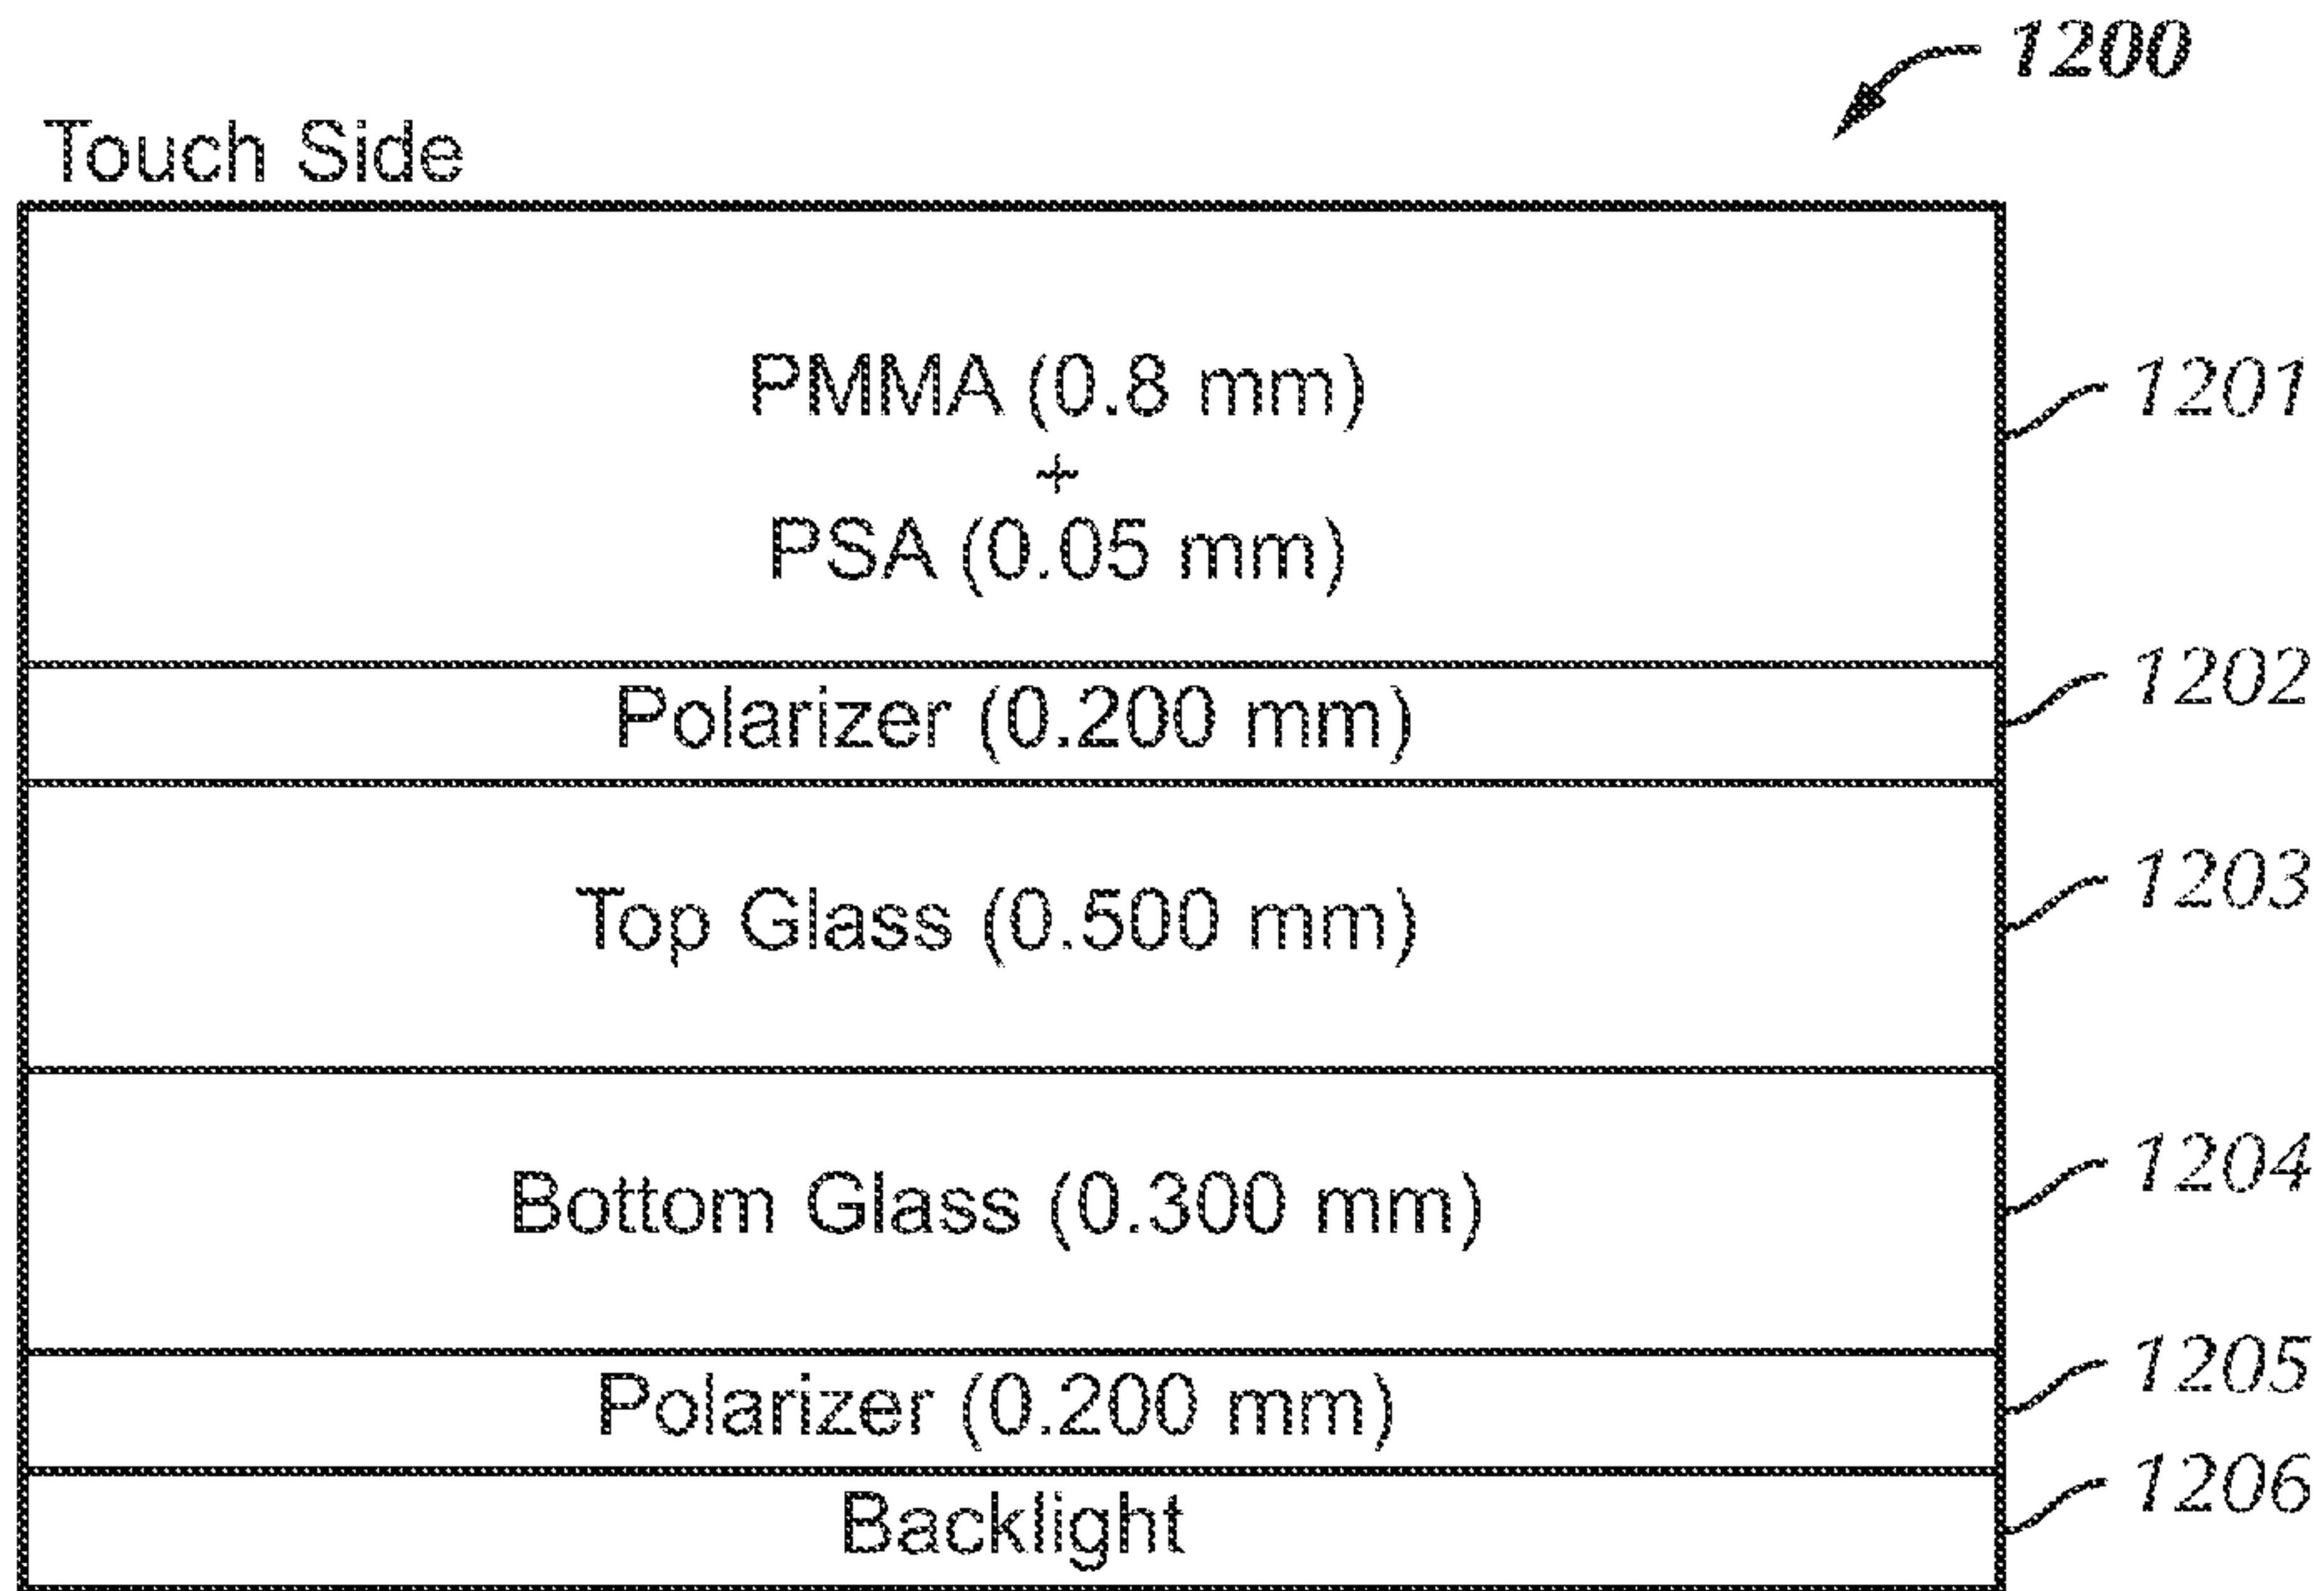 1200
Touch Side
PMMA (0.8 mm)
+
PSA (0.05 mm)
1201
Polarizer (0.200 mm)
1202
Top Glass (0.500 mm)
1203
Bottom Glass (0.300 mm)
1204
Polarizer (0.200 mm)
1205
Backlight
1206